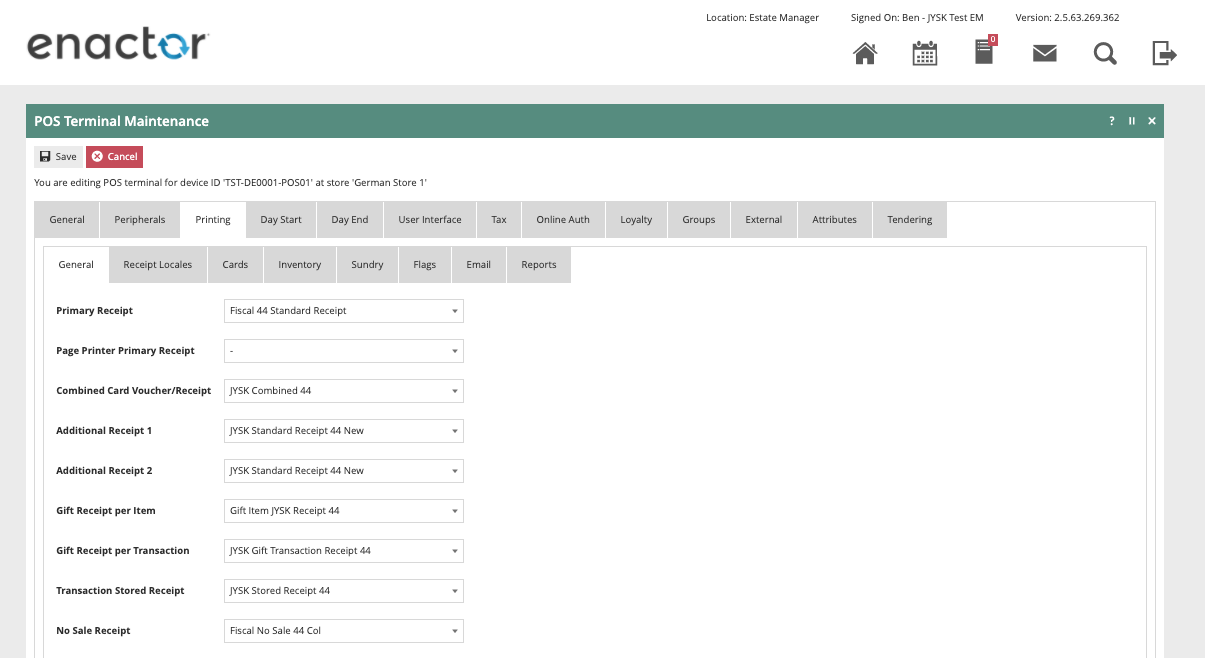 Location: Estate Manager Signed On: Ben - JYSK Test EM Version: 2.5.63.269.362
enactor
0
POS Terminal Maintenance ? II ×
Save Cancel
You are editing POS terminal for device ID 'TST-DE0001-POS01' at store 'German Store 1'
General Peripherals Printing Day Start Day End User Interface Tax Online Auth Loyalty Groups External Attributes Tendering
General Receipt Locales Cards Inventory Sundry Flags Email Reports
Primary Receipt Fiscal 44 Standard Receipt
Page Printer Primary Receipt -
Combined Card Voucher/Receipt JYSK Combined 44
Additional Receipt 1 JYSK Standard Receipt 44 New
Additional Receipt 2 JYSK Standard Receipt 44 New
Gift Receipt per Item Gift Item JYSK Receipt 44
Gift Receipt per Transaction JYSK Gift Transaction Receipt 44
Transaction Stored Receipt JYSK Stored Receipt 44
No Sale Receipt Fiscal No Sale 44 Col